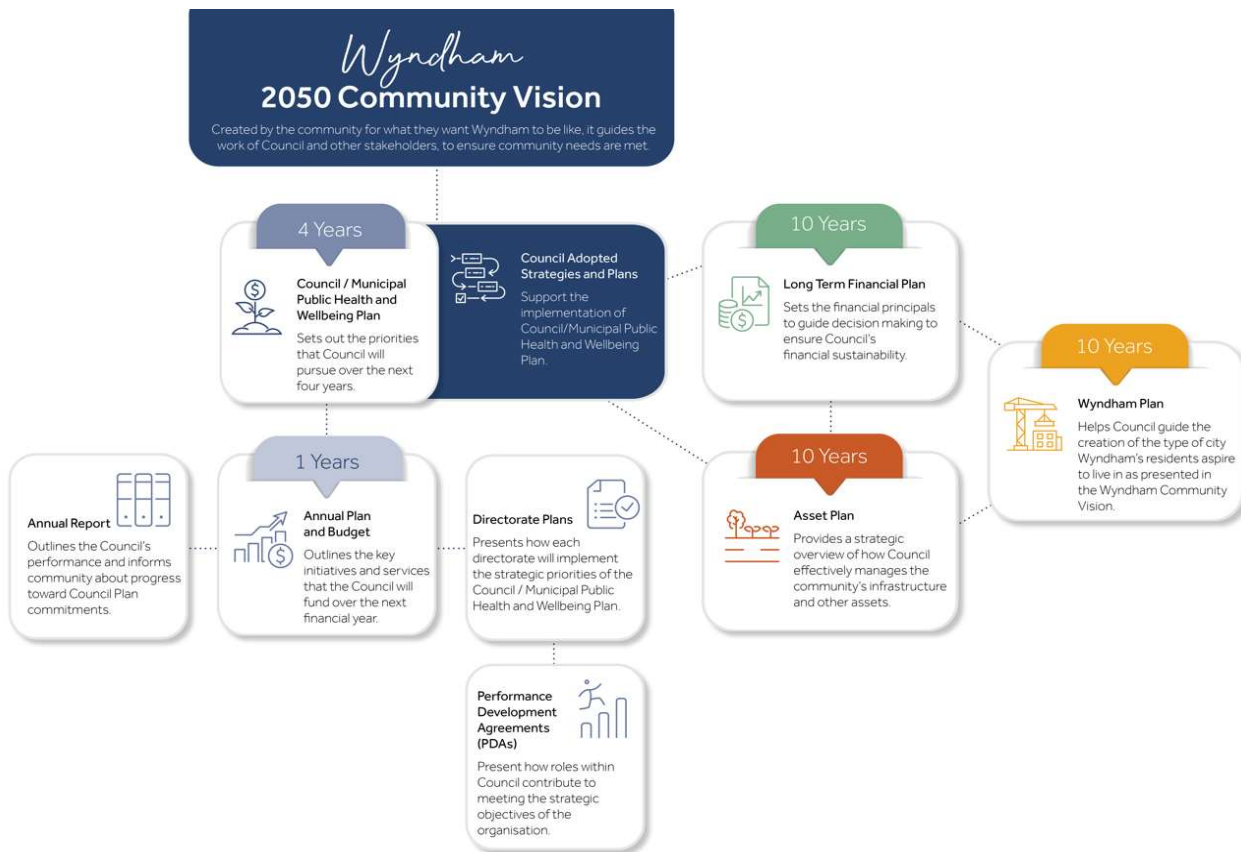 Wyndham
2050 Community Vision
Created by the community for what they want Wyndham to be like, it guides the
work of Council and other stakeholders, to ensure community needs are met.
4 Years
Council / Municipal
Public Health and
Wellbeing Plan
Sets out the priorities
that Council will
pursue over the next
four years.
Council Adopted
Strategies and Plans
Support the
implementation of
Council/Municipal Public
Health and Wellbeing
Plan.
10 Years
Long Term Financial Plan
Sets the financial principals
to guide decision making to
ensure Council's
financial sustainability.
10 Years
Wyndham Plan
Helps Council guide the
creation of the type of city
Wyndham's residents aspire
to live in as presented in
the Wyndham Community
Vision.
Annual Report
Outlines the Council's
performance and informs
community about progress
toward Council Plan
commitments.
1 Years
Annual Plan
and Budget
Outlines the key
initiatives and services
that the Council will
fund over the next
financial year.
Directorate Plans
Presents how each
directorate will implement
the strategic priorities of the
Council / Municipal Public
Health and Wellbeing Plan.
10 Years
Asset Plan
Provides a strategic
overview of how Council
effectively manages the
community's infrastructure
and other assets.
Performance
Development
Agreements
(PDAs)
Present how roles within
Council contribute to
meeting the strategic
objectives of the
organisation.